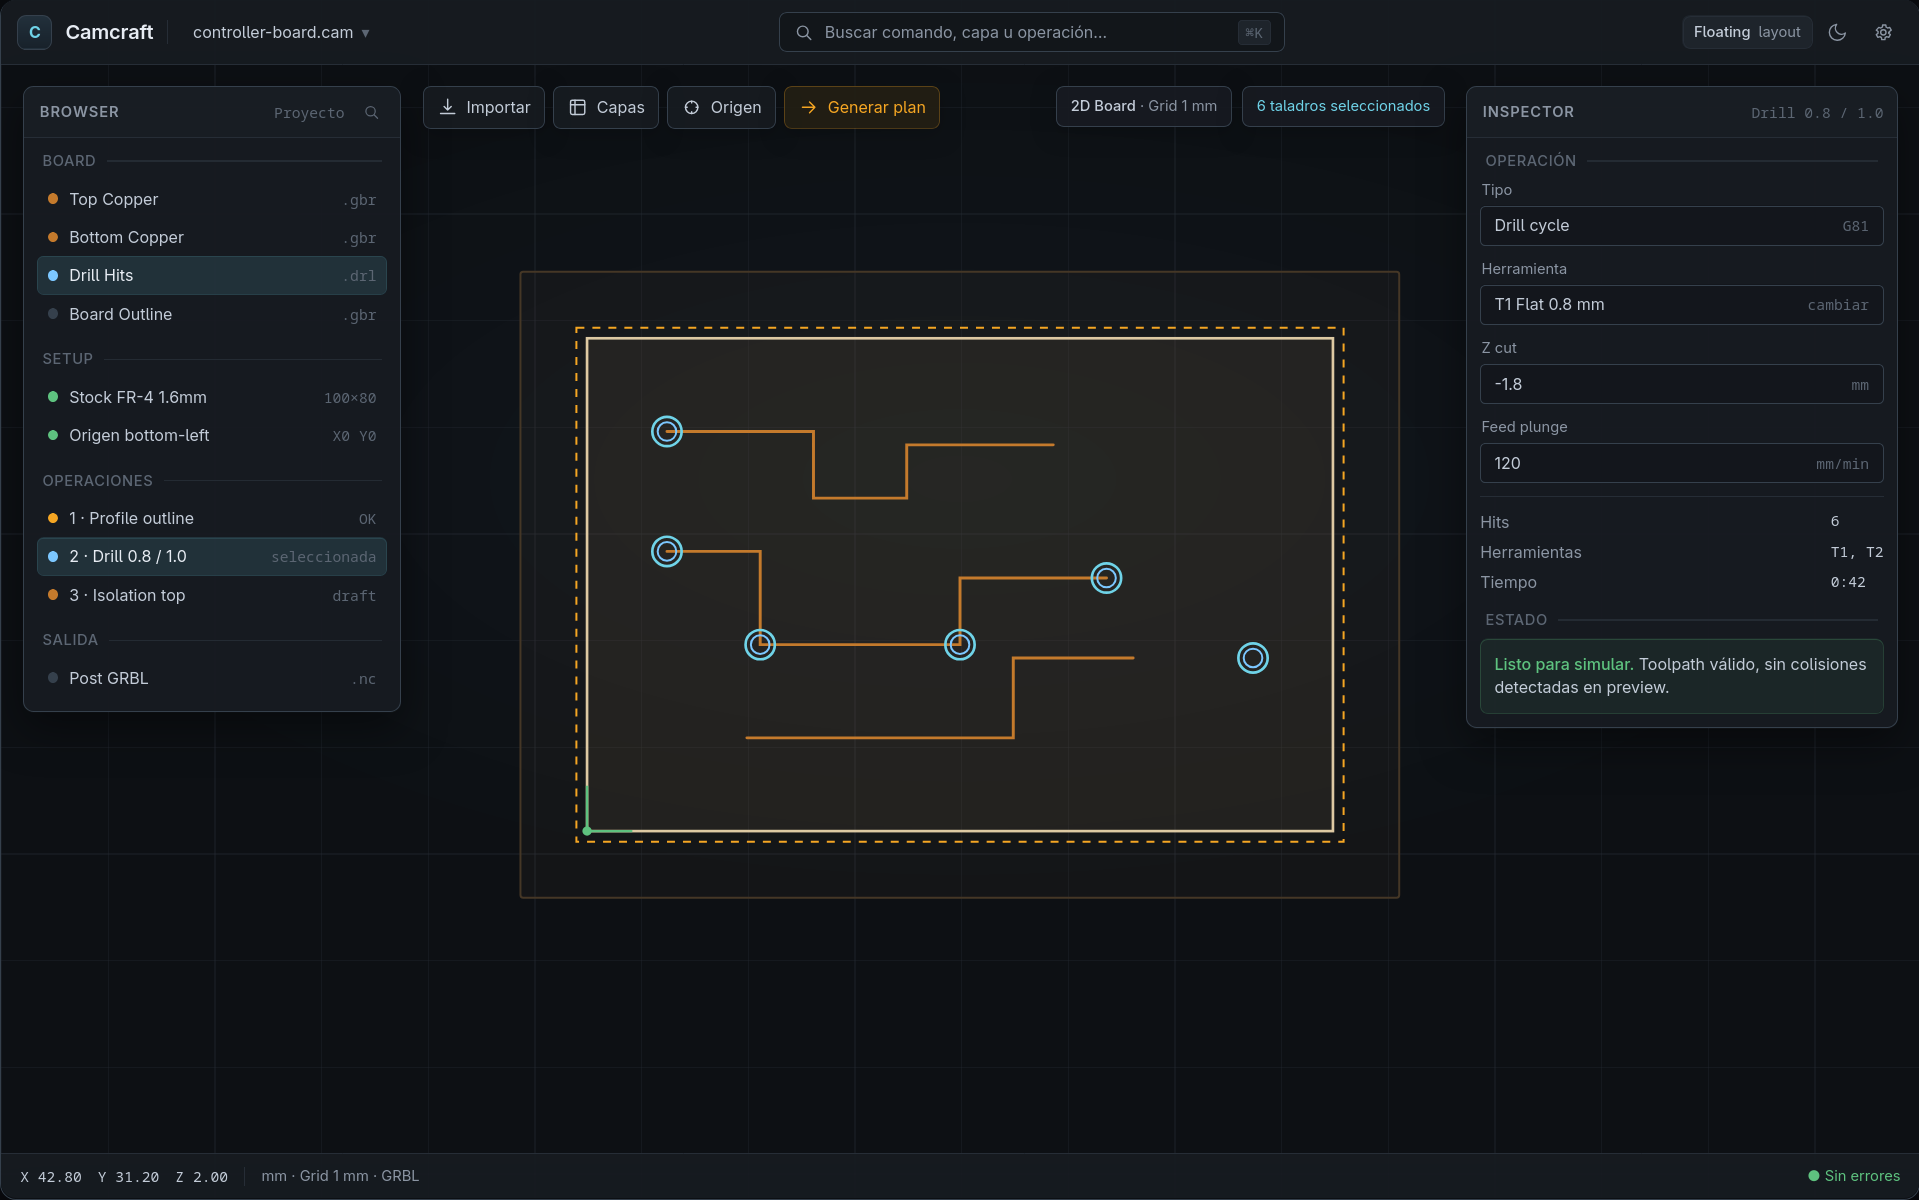 C Camcraft controller-board.cam ▾
Buscar comando, capa u operación... ⌘K
Floating layout
BROWSER Proyecto
BOARD
Top Copper .gbr
Bottom Copper .gbr
Drill Hits .drl
Board Outline .gbr
SETUP
Stock FR-4 1.6mm 100×80
Origen bottom-left X0 Y0
OPERACIONES
1 · Profile outline OK
2 · Drill 0.8 / 1.0 seleccionada
3 · Isolation top draft
SALIDA
Post GRBL .nc
Importar
Capas
Origen
Generar plan
2D Board · Grid 1 mm
6 taladros seleccionados
INSPECTOR Drill 0.8 / 1.0
OPERACIÓN
Tipo
Drill cycle G81
Herramienta
T1 Flat 0.8 mm cambiar
Z cut
-1.8 mm
Feed plunge
120 mm/min
Hits 6
Herramientas T1, T2
Tiempo 0:42
ESTADO
Listo para simular. Toolpath válido, sin colisiones
detectadas en preview.
X 42.80 Y 31.20 Z 2.00 mm · Grid 1 mm · GRBL
Sin errores